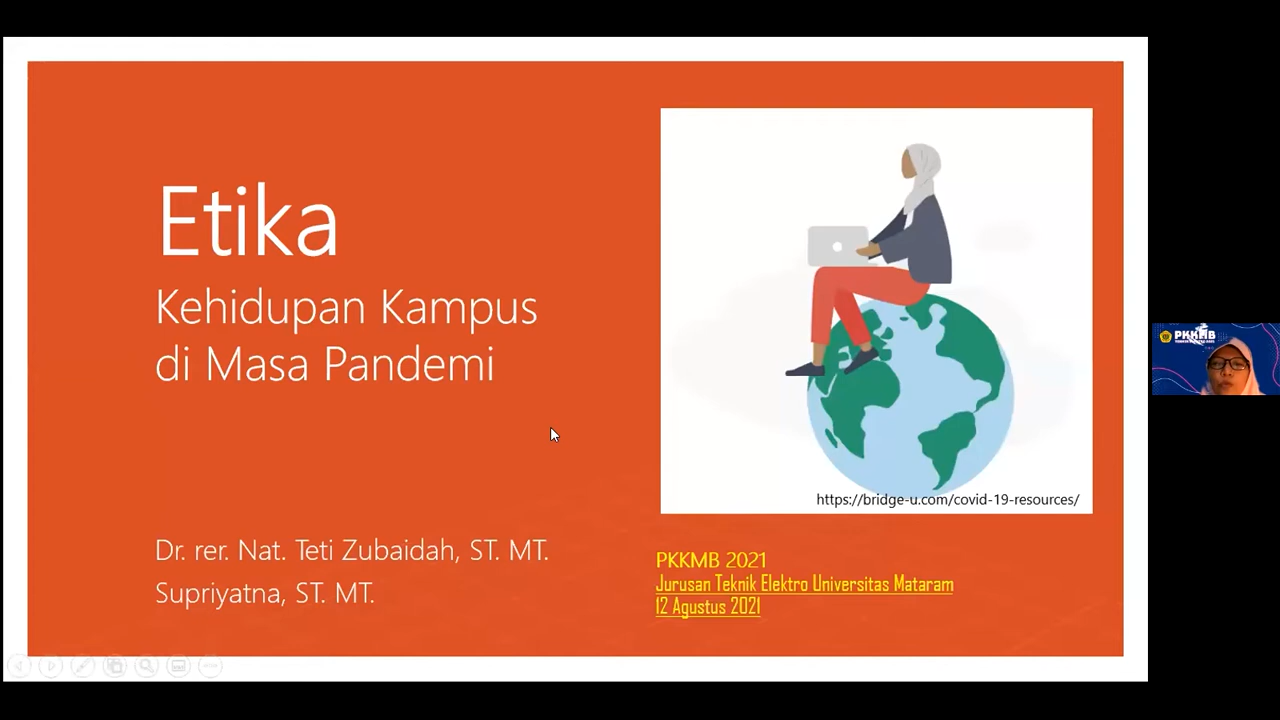 Etika
Kehidupan Kampus
di Masa Pandemi
https://bridge-u.com/covid-19-resources/
Dr. rer. Nat. Teti Zubaidah, ST. MT.
Supriyatna, ST. MT.
PKKMB 2021
Jurusan Teknik Elektro Universitas Mataram
12 Agustus 2021
PKKMB